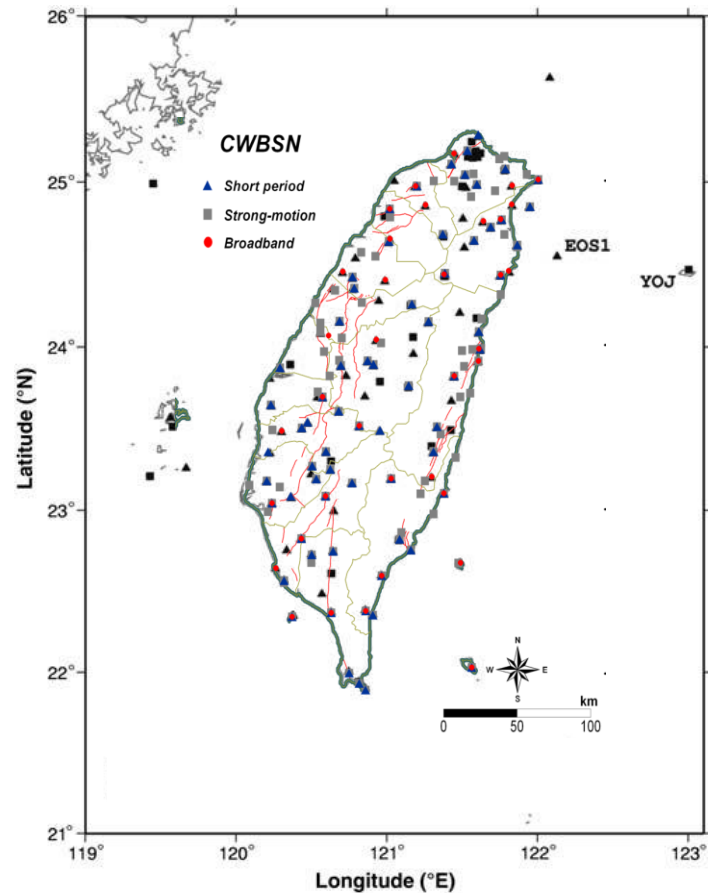 26°
CWBSN
Short period
Strong-motion
Broadband
25°
EOS1
YOJ
24°
Latitude (°N)
23°
N
W E
S
22°
km
0 50 100
21°
119° 120° 121° 122° 123°
Longitude (°E)